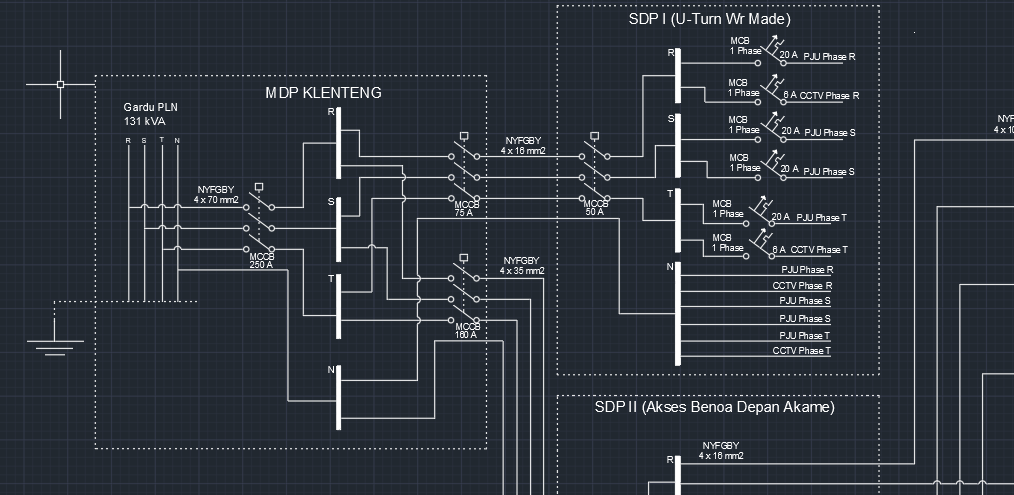 SDP I (U-Turn Wr Made)
MCB
1 Phase
20 A PJU Phase R
R
MCB
1 Phase
6 A CCTV Phase R
S
MCB
1 Phase
20 A PJU Phase S
MCB
1 Phase
20 A PJU Phase S
T
MCB
1 Phase
20 A PJU Phase T
MCB
1 Phase
6 A CCTV Phase T
N
PJU Phase R
CCTV Phase R
PJU Phase S
PJU Phase S
PJU Phase T
CCTV Phase T
MDP KLENTENG
Gardu PLN
131 kVA
R S T N
NYFGBY
4 x 70 mm2
MCCB
250 A
R
S
T
N
MCCB
75 A
NYFGBY
4 x 16 mm2
MCCB
50 A
NYFGBY
4 x 35 mm2
MCCB
160 A
SDP II (Akses Benoa Depan Akame)
R
NYFGBY
4 x 16 mm2
NYF
4 x 10